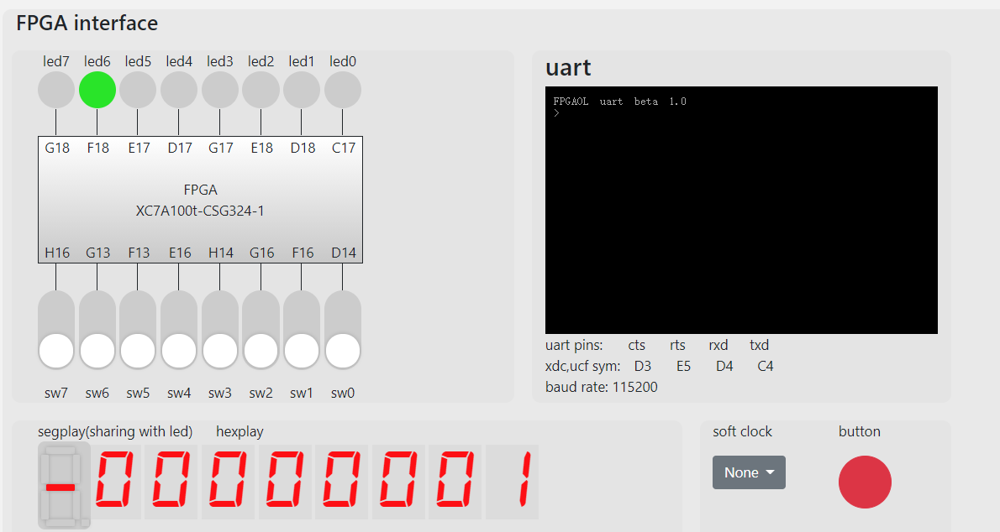 FPGA interface
led7 led6 led5 led4 led3 led2 led1 led0
G18 F18 E17 D17 G17 E18 D18 C17
FPGA
XC7A100t-CSG324-1
H16 G13 F13 E16 H14 G16 F16 D14
sw7 sw6 sw5 sw4 sw3 sw2 sw1 sw0
uart
FPGAOL uart beta 1.0
>
uart pins: cts rts rxd txd
xdc,ucf sym: D3 E5 D4 C4
baud rate: 115200
segplay(sharing with led) hexplay
00000001
soft clock button
None